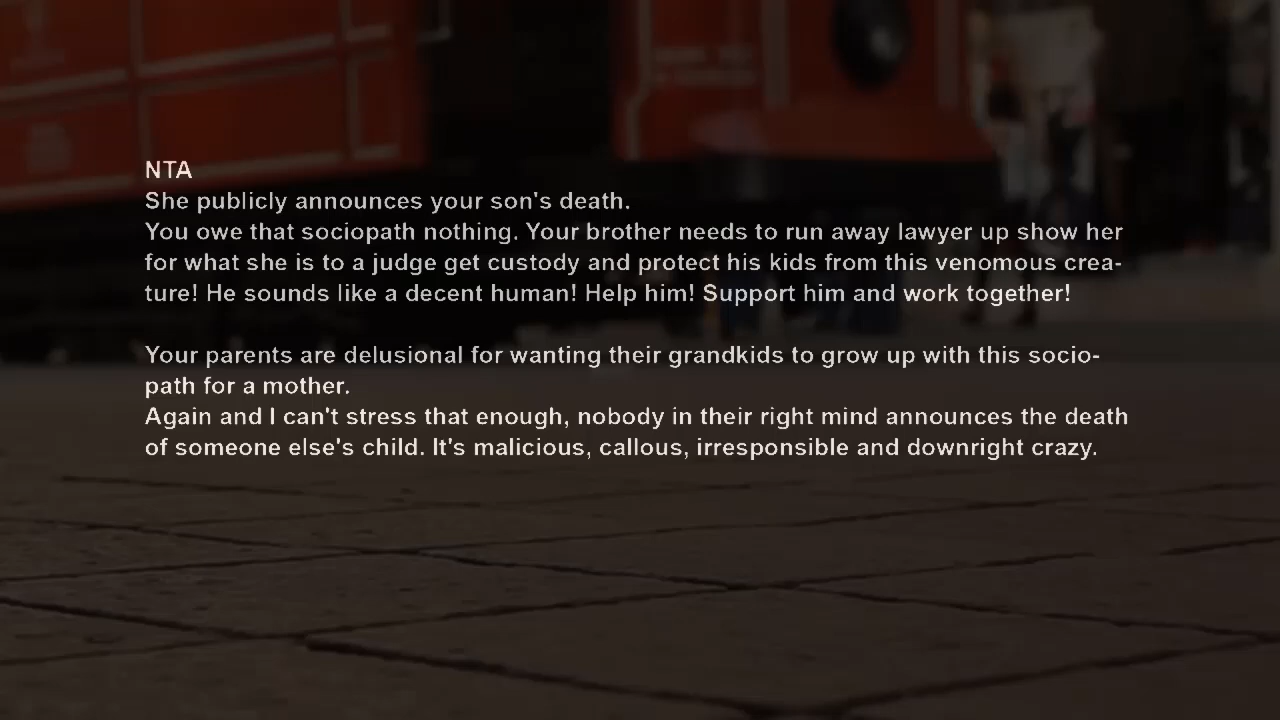 NTA
She publicly announces your son's death.
You owe that sociopath nothing. Your brother needs to run away lawyer up show her
for what she is to a judge get custody and protect his kids from this venomous crea-
ture! He sounds like a decent human! Help him! Support him and work together!
Your parents are delusional for wanting their grandkids to grow up with this socio-
path for a mother.
Again and I can't stress that enough, nobody in their right mind announces the death
of someone else's child. It's malicious, callous, irresponsible and downright crazy.